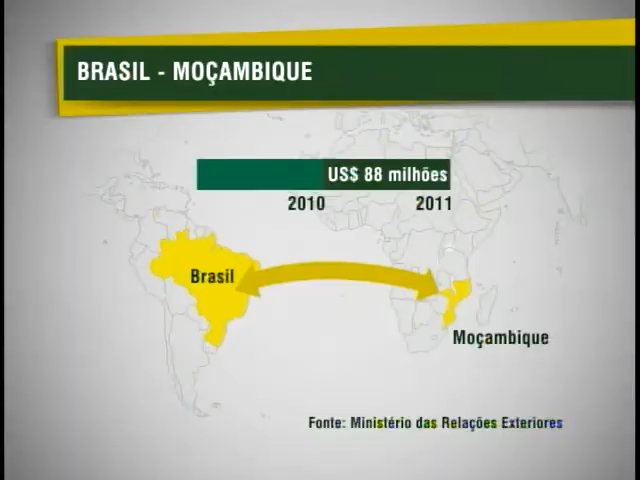 BRASIL - MOÇAMBIQUE
US$ 88 milhões
2010 2011
Brasil
Moçambique
Fonte: Ministério das Relações Exteriores